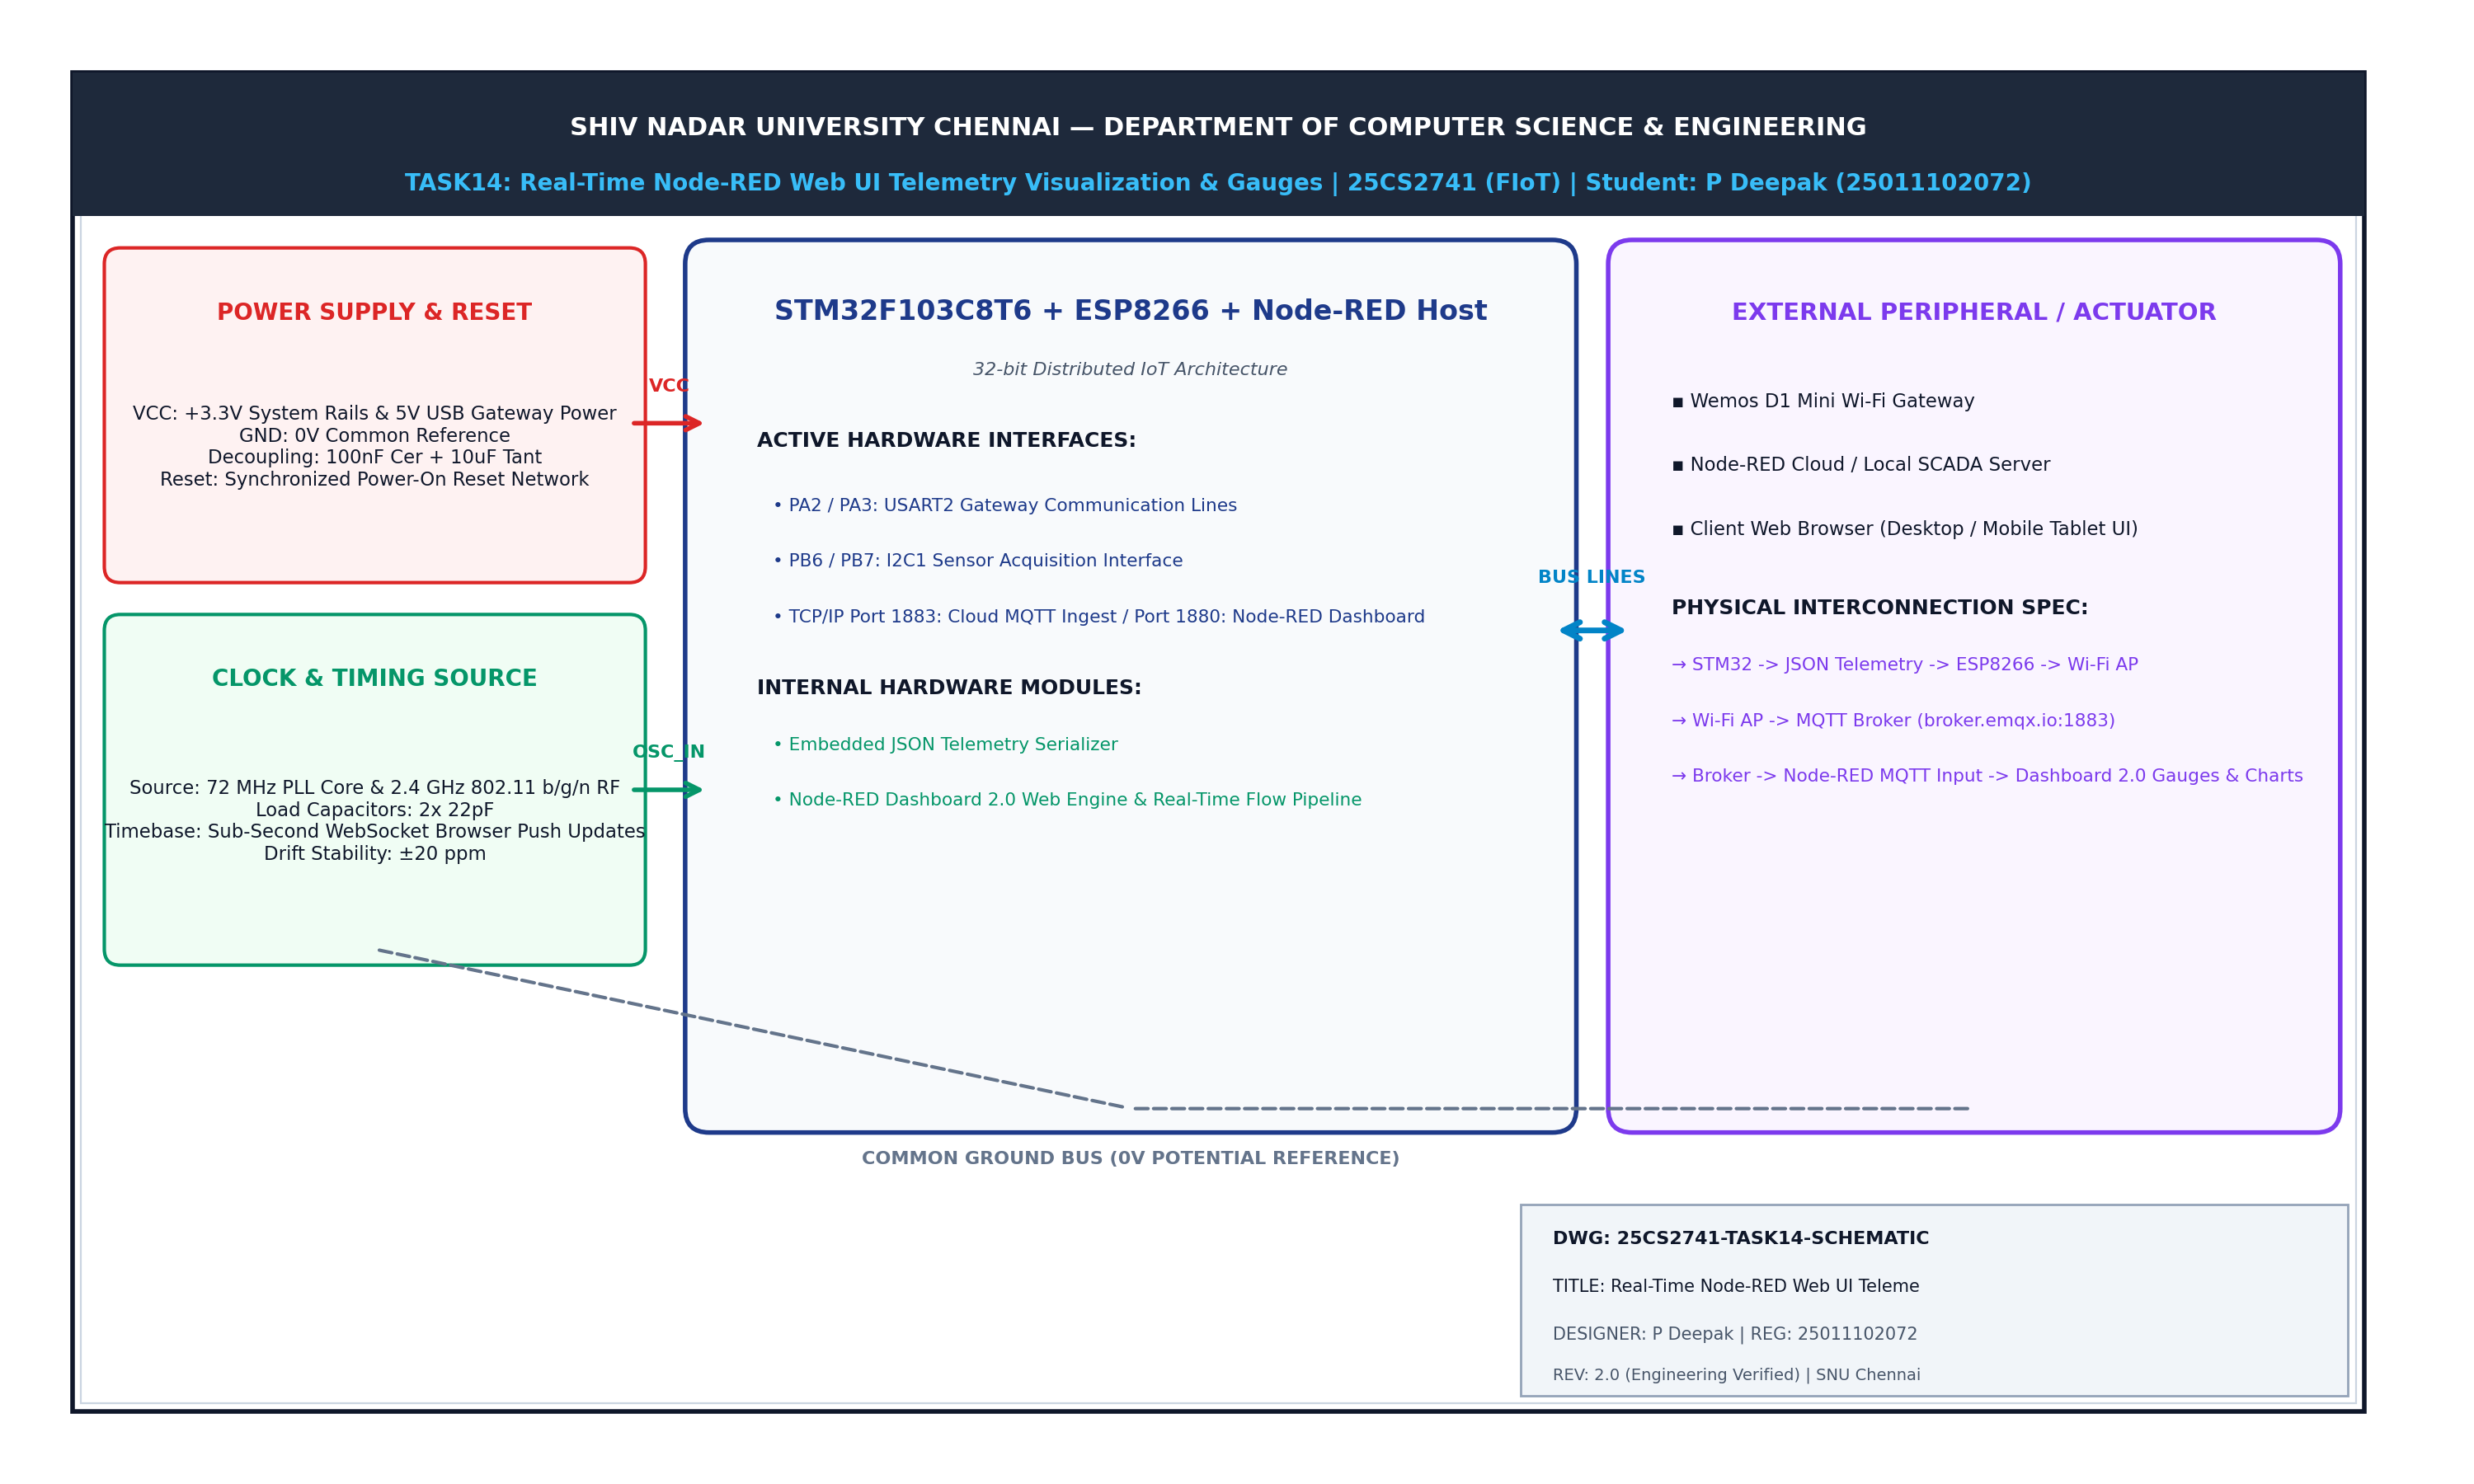 SHIV NADAR UNIVERSITY CHENNAI — DEPARTMENT OF COMPUTER SCIENCE & ENGINEERING
TASK14: Real-Time Node-RED Web UI Telemetry Visualization & Gauges | 25CS2741 (FIoT) | Student: P Deepak (25011102072)
POWER SUPPLY & RESET
VCC: +3.3V System Rails & 5V USB Gateway Power
GND: 0V Common Reference
Decoupling: 100nF Cer + 10uF Tant
Reset: Synchronized Power-On Reset Network
VCC
CLOCK & TIMING SOURCE
Source: 72 MHz PLL Core & 2.4 GHz 802.11 b/g/n RF
Load Capacitors: 2x 22pF
Timebase: Sub-Second WebSocket Browser Push Updates
Drift Stability: ±20 ppm
OSC_IN
STM32F103C8T6 + ESP8266 + Node-RED Host
32-bit Distributed IoT Architecture
ACTIVE HARDWARE INTERFACES:
• PA2 / PA3: USART2 Gateway Communication Lines
• PB6 / PB7: I2C1 Sensor Acquisition Interface
• TCP/IP Port 1883: Cloud MQTT Ingest / Port 1880: Node-RED Dashboard
INTERNAL HARDWARE MODULES:
• Embedded JSON Telemetry Serializer
• Node-RED Dashboard 2.0 Web Engine & Real-Time Flow Pipeline
BUS LINES
EXTERNAL PERIPHERAL / ACTUATOR
▪ Wemos D1 Mini Wi-Fi Gateway
▪ Node-RED Cloud / Local SCADA Server
▪ Client Web Browser (Desktop / Mobile Tablet UI)
PHYSICAL INTERCONNECTION SPEC:
→ STM32 -> JSON Telemetry -> ESP8266 -> Wi-Fi AP
→ Wi-Fi AP -> MQTT Broker (broker.emqx.io:1883)
→ Broker -> Node-RED MQTT Input -> Dashboard 2.0 Gauges & Charts
COMMON GROUND BUS (0V POTENTIAL REFERENCE)
DWG: 25CS2741-TASK14-SCHEMATIC
TITLE: Real-Time Node-RED Web UI Teleme
DESIGNER: P Deepak | REG: 25011102072
REV: 2.0 (Engineering Verified) | SNU Chennai